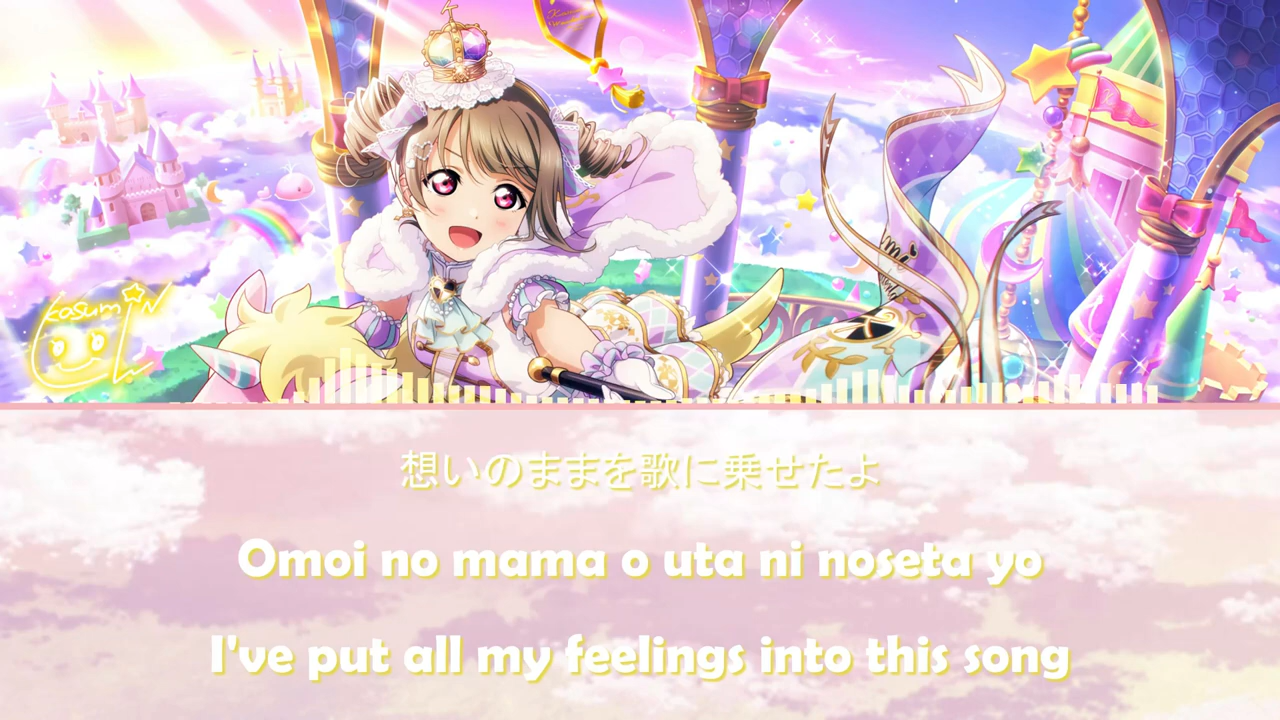 kasumiN
想いのままを歌に乗せたよ
Omoi no mama o uta ni noseta yo
I've put all my feelings into this song